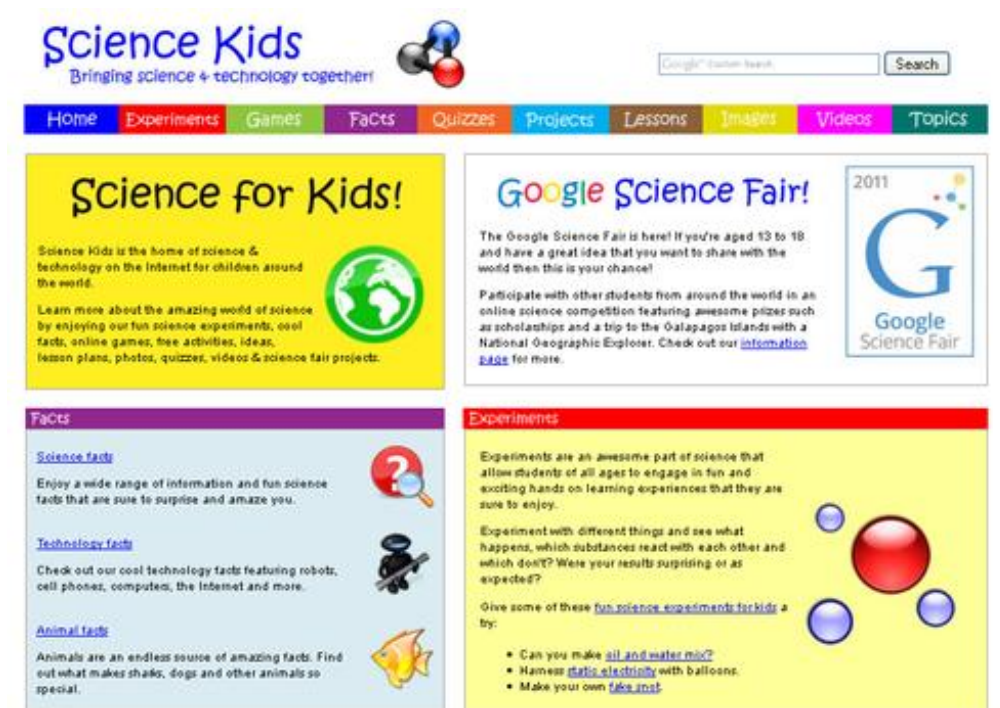 Science Kids
Bringing science & technology together!
Google™ Custom Search
Search
Home Experiments Games Facts Quizzes Projects Lessons Images Videos Topics
Science for Kids!
Science Kids is the home of science &
technology on the Internet for children around
the world.
Learn more about the amazing world of science
by enjoying our fun science experiments, cool
facts, online games, free activities, ideas,
lesson plans, photos, quizzes, videos & science fair projects.
Google Science Fair!
The Google Science Fair is here! If you're aged 13 to 18
and have a great idea that you want to share with the
world then this is your chance!
Participate with other students from around the world in an
online science competition featuring awesome prizes such
as scholarships and a trip to the Galapagos Islands with a
National Geographic Explorer. Check out our information
page for more.
2011
G
Google
Science Fair
Facts
Science facts
Enjoy a wide range of information and fun science
facts that are sure to surprise and amaze you.
Technology facts
Check out our cool technology facts featuring robots,
cell phones, computers, the Internet and more.
Animal facts
Animals are an endless source of amazing facts. Find
out what makes sharks, dogs and other animals so
special.
Experiments
Experiments are an awesome part of science that
allow students of all ages to engage in fun and
exciting hands on learning experiences that they are
sure to enjoy.
Experiment with different things and see what
happens, which substances react with each other and
which don't? Were your results surprising or as
expected?
Give some of these fun science experiments for kids a
try:
• Can you make oil and water mix?
• Harness static electricity with balloons.
• Make your own fake snot.